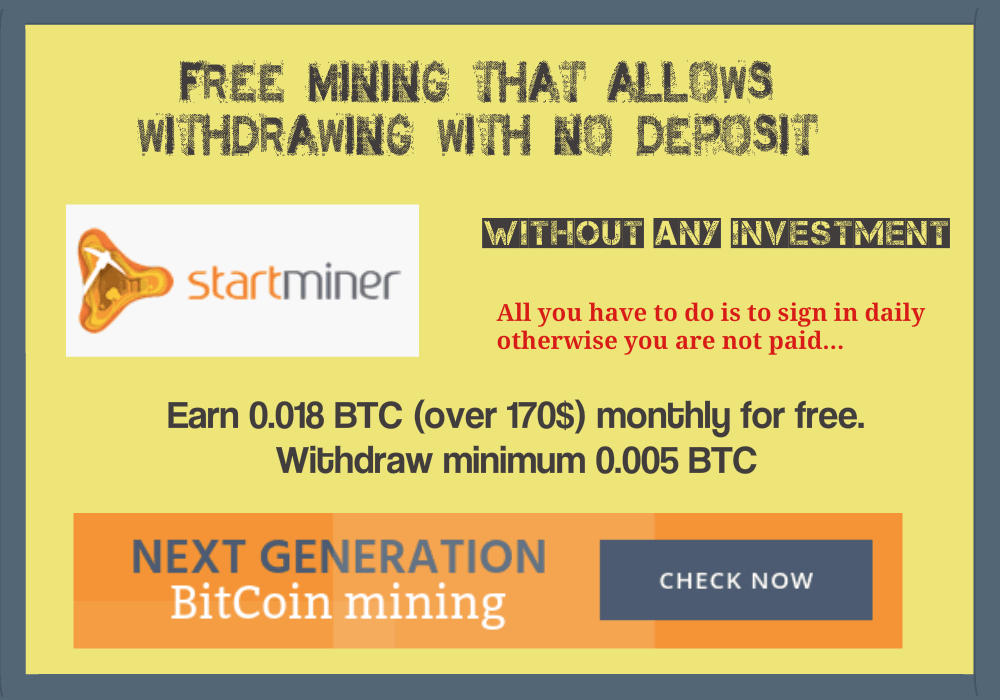 FREE MINING THAT ALLOWS
WITHDRAWING WITH NO DEPOSIT
startminer
WITHOUT ANY INVESTMENT
All you have to do is to sign in daily
otherwise you are not paid...
Earn 0.018 BTC (over 170$) monthly for free.
Withdraw minimum 0.005 BTC
NEXT GENERATION
BitCoin mining
CHECK NOW